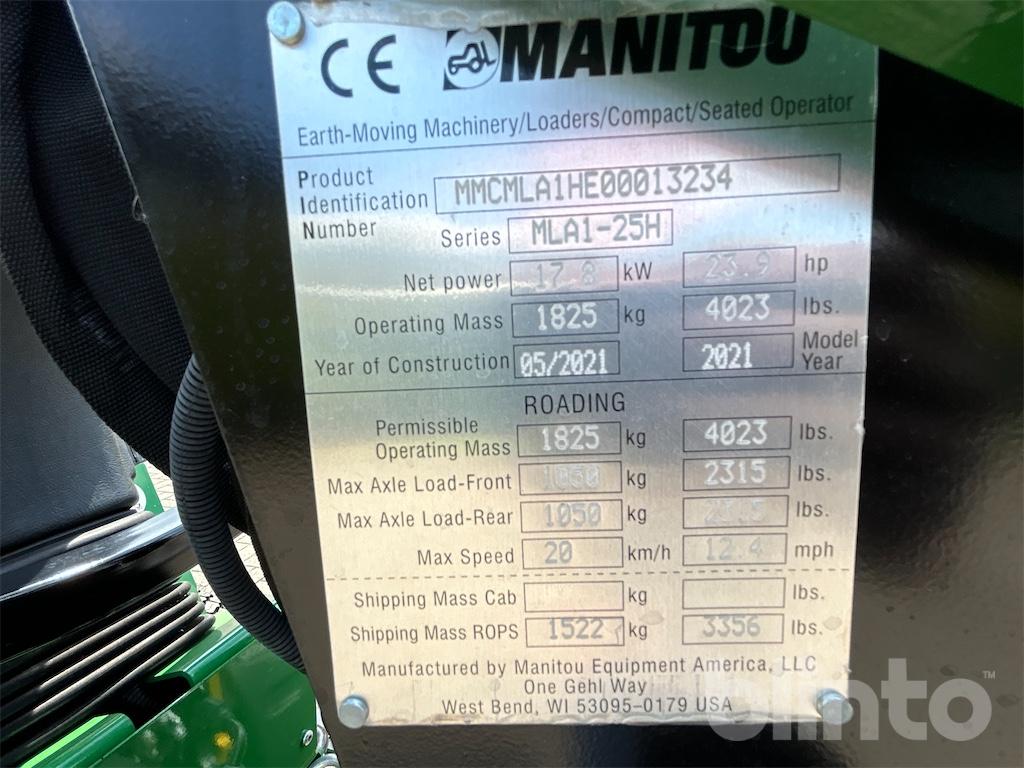 CE MANITOU
Earth-Moving Machinery/Loaders/Compact/Seated Operator
Product
Identification MMCMLA1HE00013234
Number
Series MLA1-25H
Net power 17.8 kW 23.9 hp
Operating Mass 1825 kg 4023 lbs.
Year of Construction 05/2021 2021 Model
Year
ROADING
Permissible
Operating Mass 1825 kg 4023 lbs.
Max Axle Load-Front 1050 kg 2315 lbs.
Max Axle Load-Rear 1050 kg lbs.
Max Speed 20 km/h 12.4 mph
Shipping Mass Cab kg lbs.
Shipping Mass ROPS 1522 kg 3356 lbs.
Manufactured by Manitou Equipment America, LLC
One Gehl Way
West Bend, WI 53095-0179 USA
blinto™